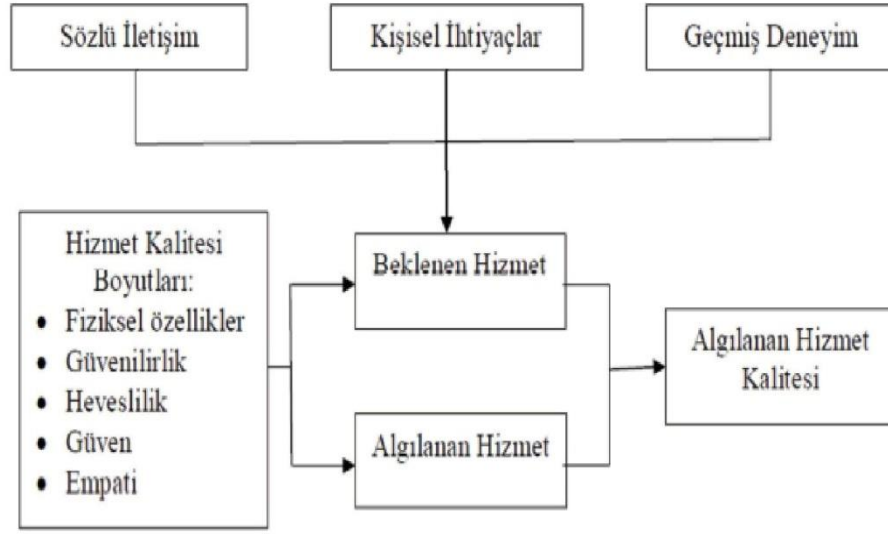 Sözlü İletişim
Kişisel İhtiyaçlar
Geçmiş Deneyim
Hizmet Kalitesi
Boyutları:
• Fiziksel özellikler
• Güvenilirlik
• Heveslilik
• Güven
• Empati
Beklenen Hizmet
Algılanan Hizmet
Algılanan Hizmet
Kalitesi